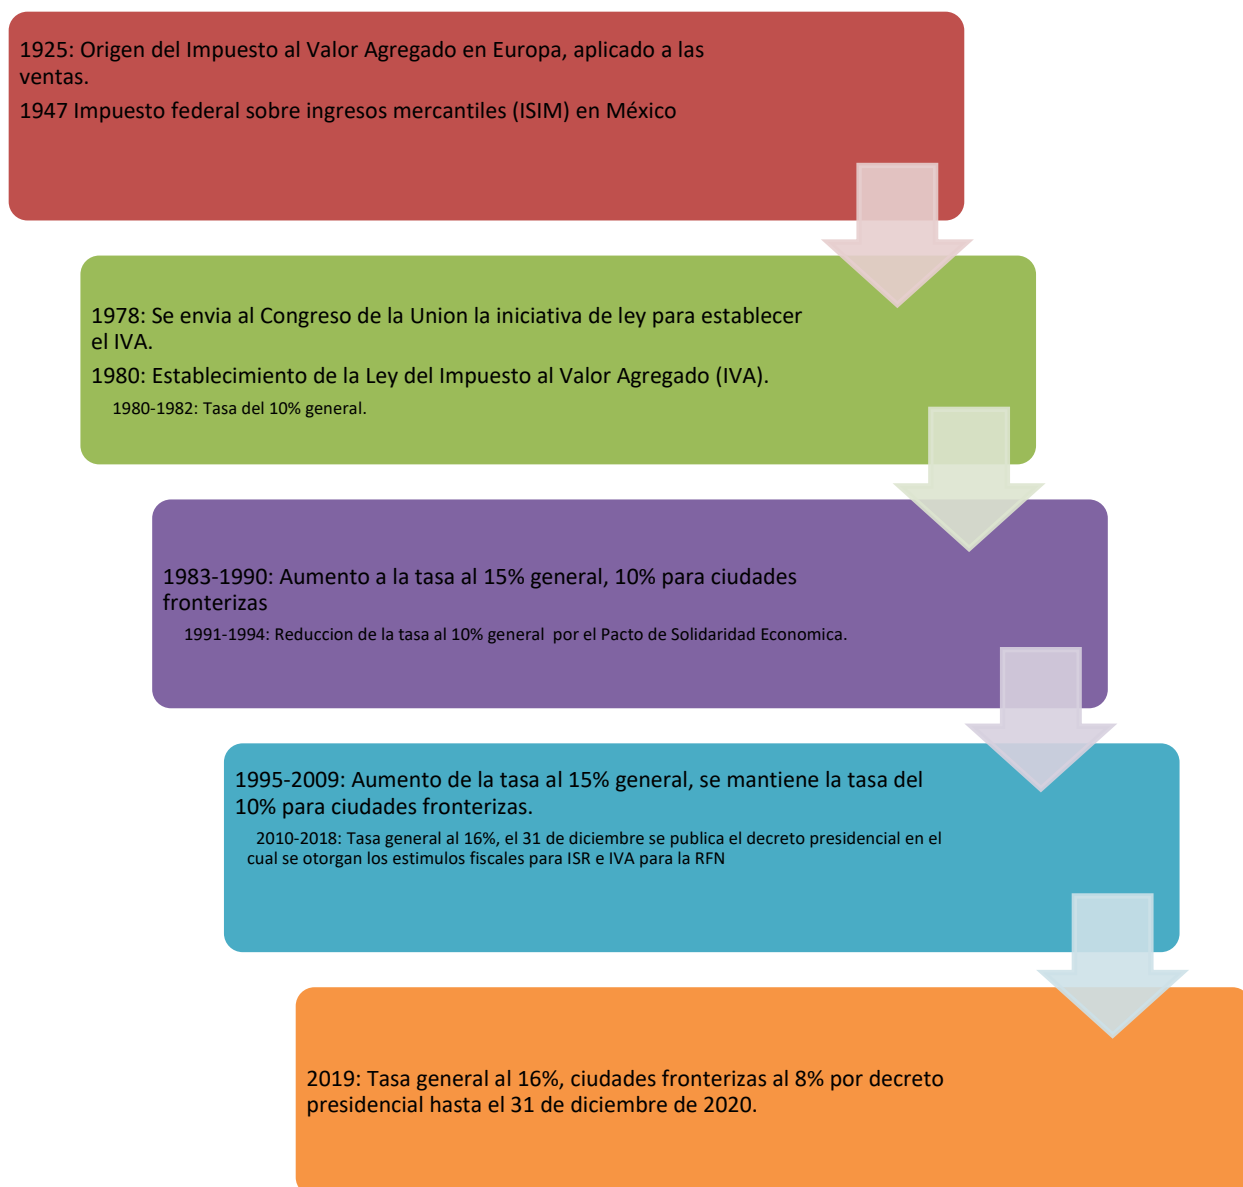 1925: Origen del Impuesto al Valor Agregado en Europa, aplicado a las
ventas.
1947 Impuesto federal sobre ingresos mercantiles (ISIM) en México
1978: Se envia al Congreso de la Union la iniciativa de ley para establecer
el IVA.
1980: Establecimiento de la Ley del Impuesto al Valor Agregado (IVA).
1980-1982: Tasa del 10% general.
1983-1990: Aumento a la tasa al 15% general, 10% para ciudades
fronterizas
1991-1994: Reduccion de la tasa al 10% general por el Pacto de Solidaridad Economica.
1995-2009: Aumento de la tasa al 15% general, se mantiene la tasa del
10% para ciudades fronterizas.
2010-2018: Tasa general al 16%, el 31 de diciembre se publica el decreto presidencial en el
cual se otorgan los estimulos fiscales para ISR e IVA para la RFN
2019: Tasa general al 16%, ciudades fronterizas al 8% por decreto
presidencial hasta el 31 de diciembre de 2020.